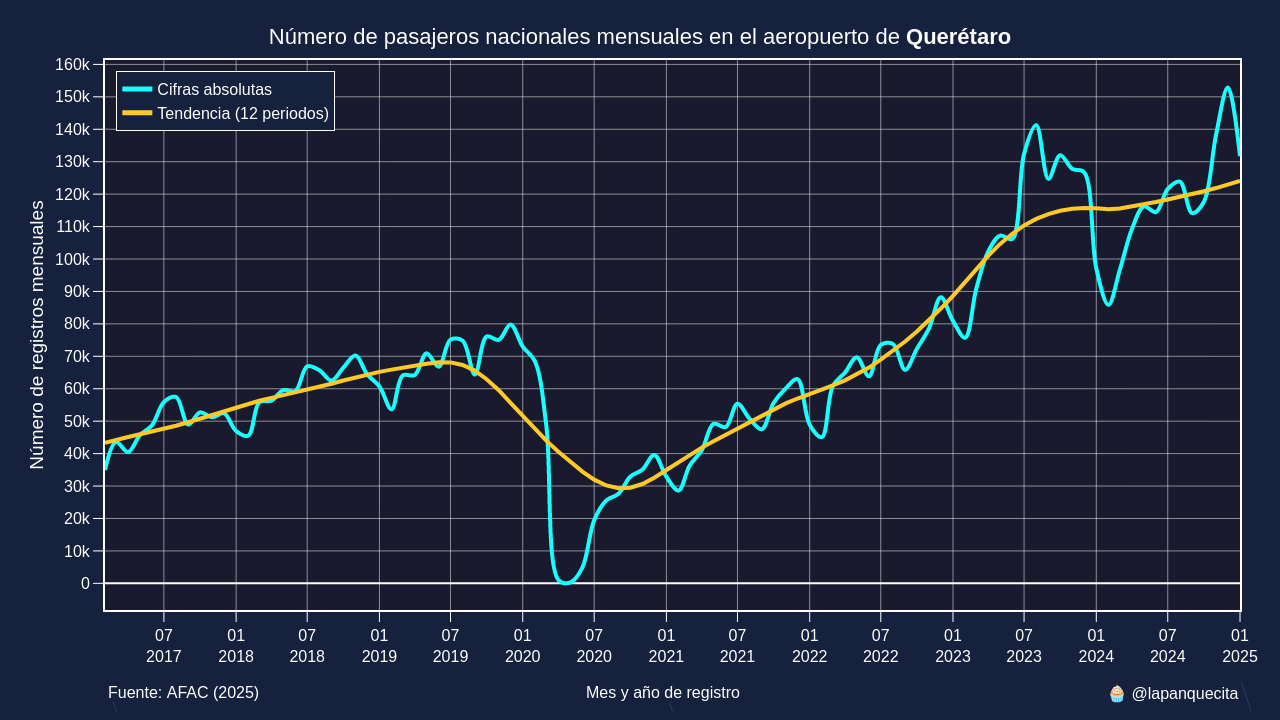 Número de pasajeros nacionales mensuales en el aeropuerto de Querétaro
Cifras absolutas
Tendencia (12 periodos)
Número de registros mensuales
160k
150k
140k
130k
120k
110k
100k
90k
80k
70k
60k
50k
40k
30k
20k
10k
0
07 01 07 01 07 01 07 01 07 01 07 01 07 01 07 01
2017 2018 2018 2019 2019 2020 2020 2021 2021 2022 2022 2023 2023 2024 2024 2025
Fuente: AFAC (2025)
Mes y año de registro
🧁 @lapanquecita